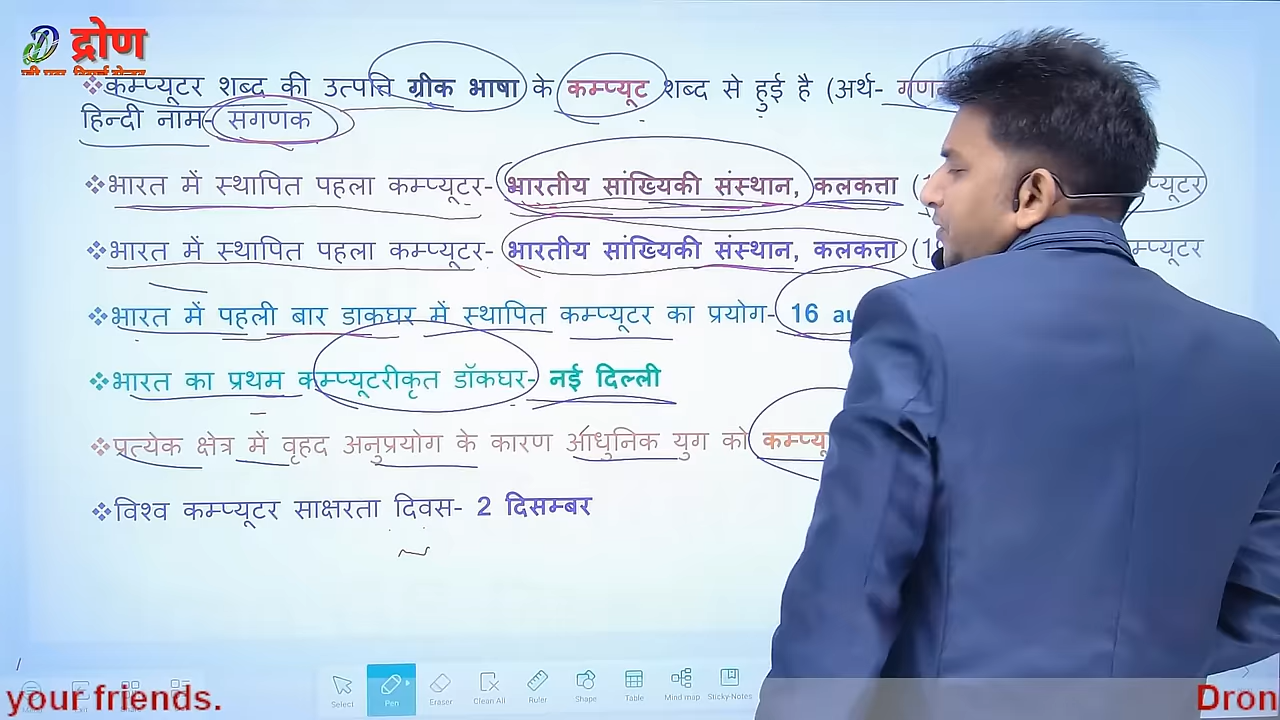 द्रोण
❖कम्प्यूटर शब्द की उत्पत्ति ग्रीक भाषा के कम्प्यूट शब्द से हुई है (अर्थ-
हिन्दी नाम- सगणक
❖भारत में स्थापित पहला कम्प्यूटर- भारतीय सांख्यिकी संस्थान, कलकत्ता (
❖भारत में स्थापित पहला कम्प्यूटर- भारतीय सांख्यिकी संस्थान, कलकत्ता (
❖भारत में पहली बार डाकघर में स्थापित कम्प्यूटर का प्रयोग- 16
❖भारत का प्रथम कम्प्यूटरीकृत डॉकघर- नई दिल्ली
❖प्रत्येक क्षेत्र में वृहद अनुप्रयोग के कारण आधुनिक युग को
❖विश्व कम्प्यूटर साक्षरता दिवस- 2 दिसम्बर
Select Pen Eraser Clean All Ruler Shape Table Mind map Sticky-Notes
your friends. Dron